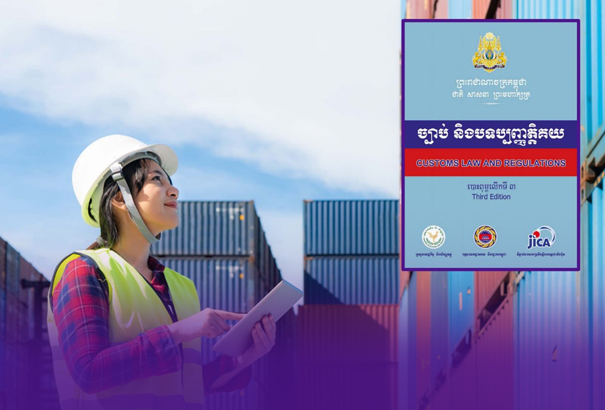 ព្រះរាជាណាចក្រកម្ពុជា
ជាតិ សាសនា ព្រះមហាក្សត្រ
ច្បាប់ និងបទប្បញ្ញត្តិគយ
CUSTOMS LAW AND REGULATIONS
បោះពុម្ពលើកទី ៣
Third Edition
jICA